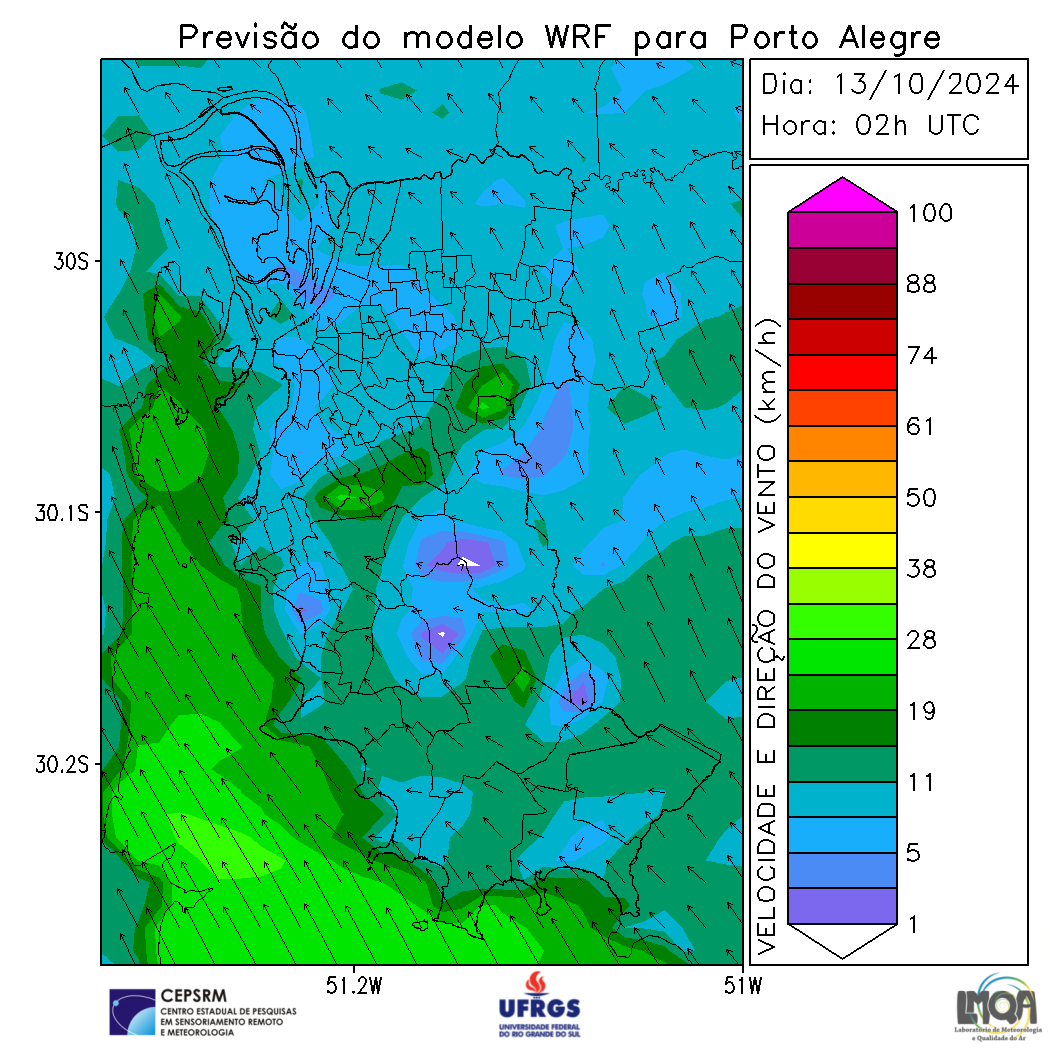 Previsão do modelo WRF para Porto Alegre
Dia: 13/10/2024
Hora: 02h UTC
30S
30.1S
30.2S
51.2W
51W
VELOCIDADE E DIREÇÃO DO VENTO (km/h)
100
88
74
61
50
38
28
19
11
5
1
CEPSRM
CENTRO ESTADUAL DE PESQUISAS
EM SENSORIAMENTO REMOTO
E METEOROLOGIA
UFRGS
UNIVERSIDADE FEDERAL
DO RIO GRANDE DO SUL
LMQA
Laboratório de Meteorologia
e Qualidade do Ar